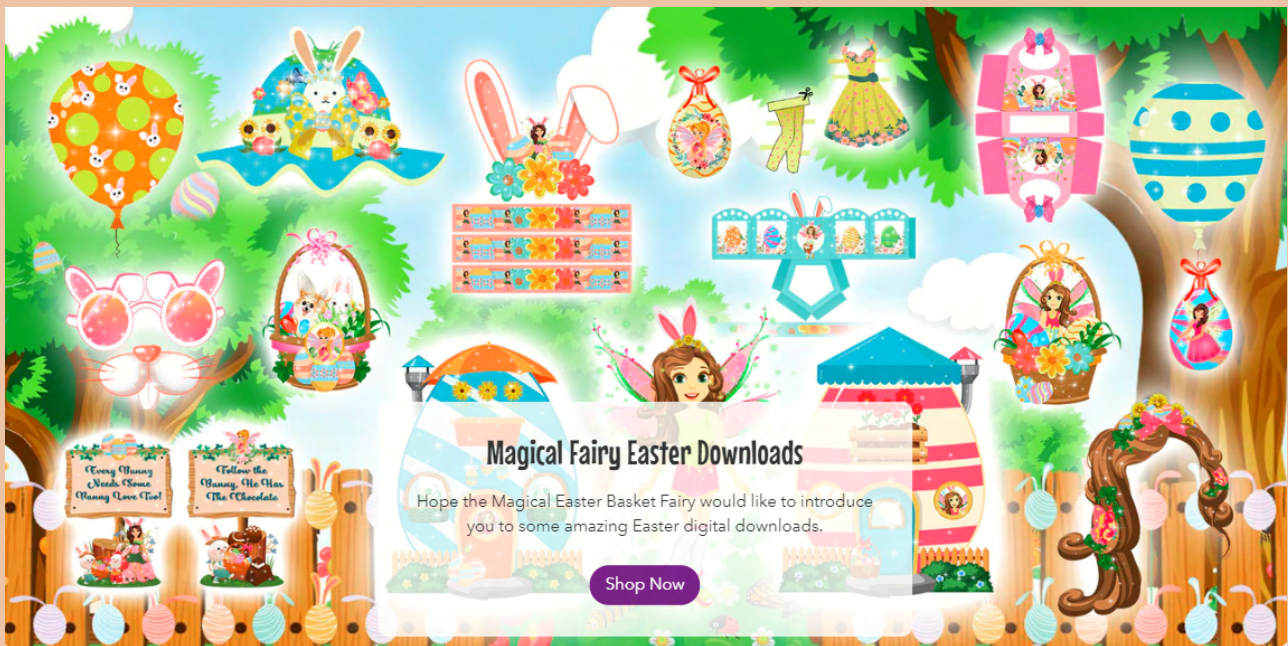 Every Bunny
Needs Some
Bunny Love Too!
Follow the
Bunny, He Has
The Chocolate
Magical Fairy Easter Downloads
Hope the Magical Easter Basket Fairy would like to introduce
you to some amazing Easter digital downloads.
Shop Now